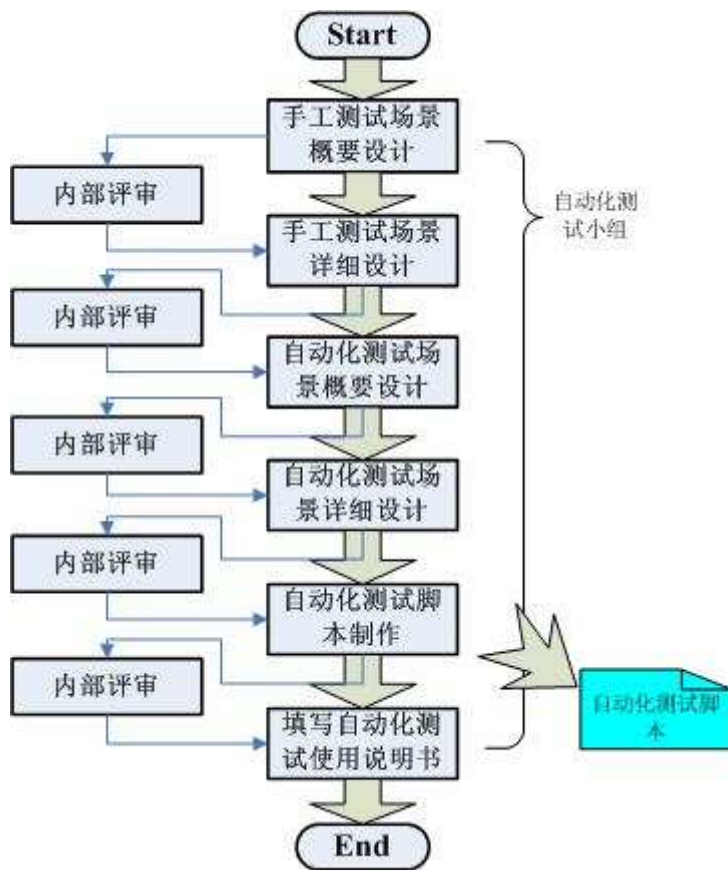 Start
手工测试场景
概要设计
内部评审
自动化测
试小组
手工测试场景
详细设计
内部评审
自动化测试场
景概要设计
内部评审
自动化测试场
景详细设计
内部评审
自动化测试脚
本制作
内部评审
自动化测试脚
本
填写自动化测
试使用说明书
End